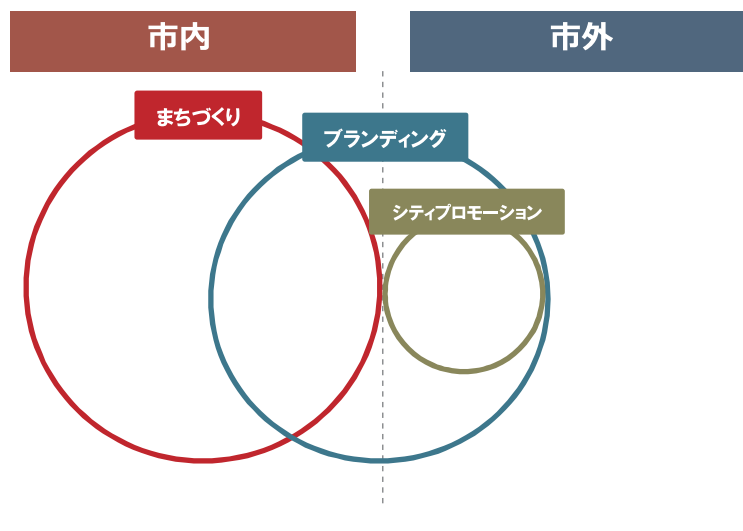 市内
市外
まちづくり
ブランディング
シティプロモーション